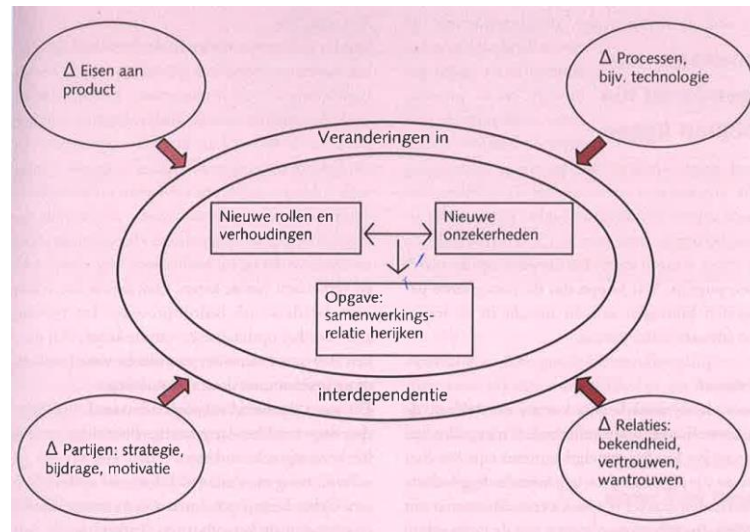 Δ Eisen aan
product
Δ Processen,
bijv. technologie
Veranderingen in
Nieuwe rollen en
verhoudingen
Nieuwe
onzekerheden
Opgave:
samenwerkings-
relatie herijken
interdependentie
Δ Partijen: strategie,
bijdrage, motivatie
Δ Relaties:
bekendheid,
vertrouwen,
wantrouwen